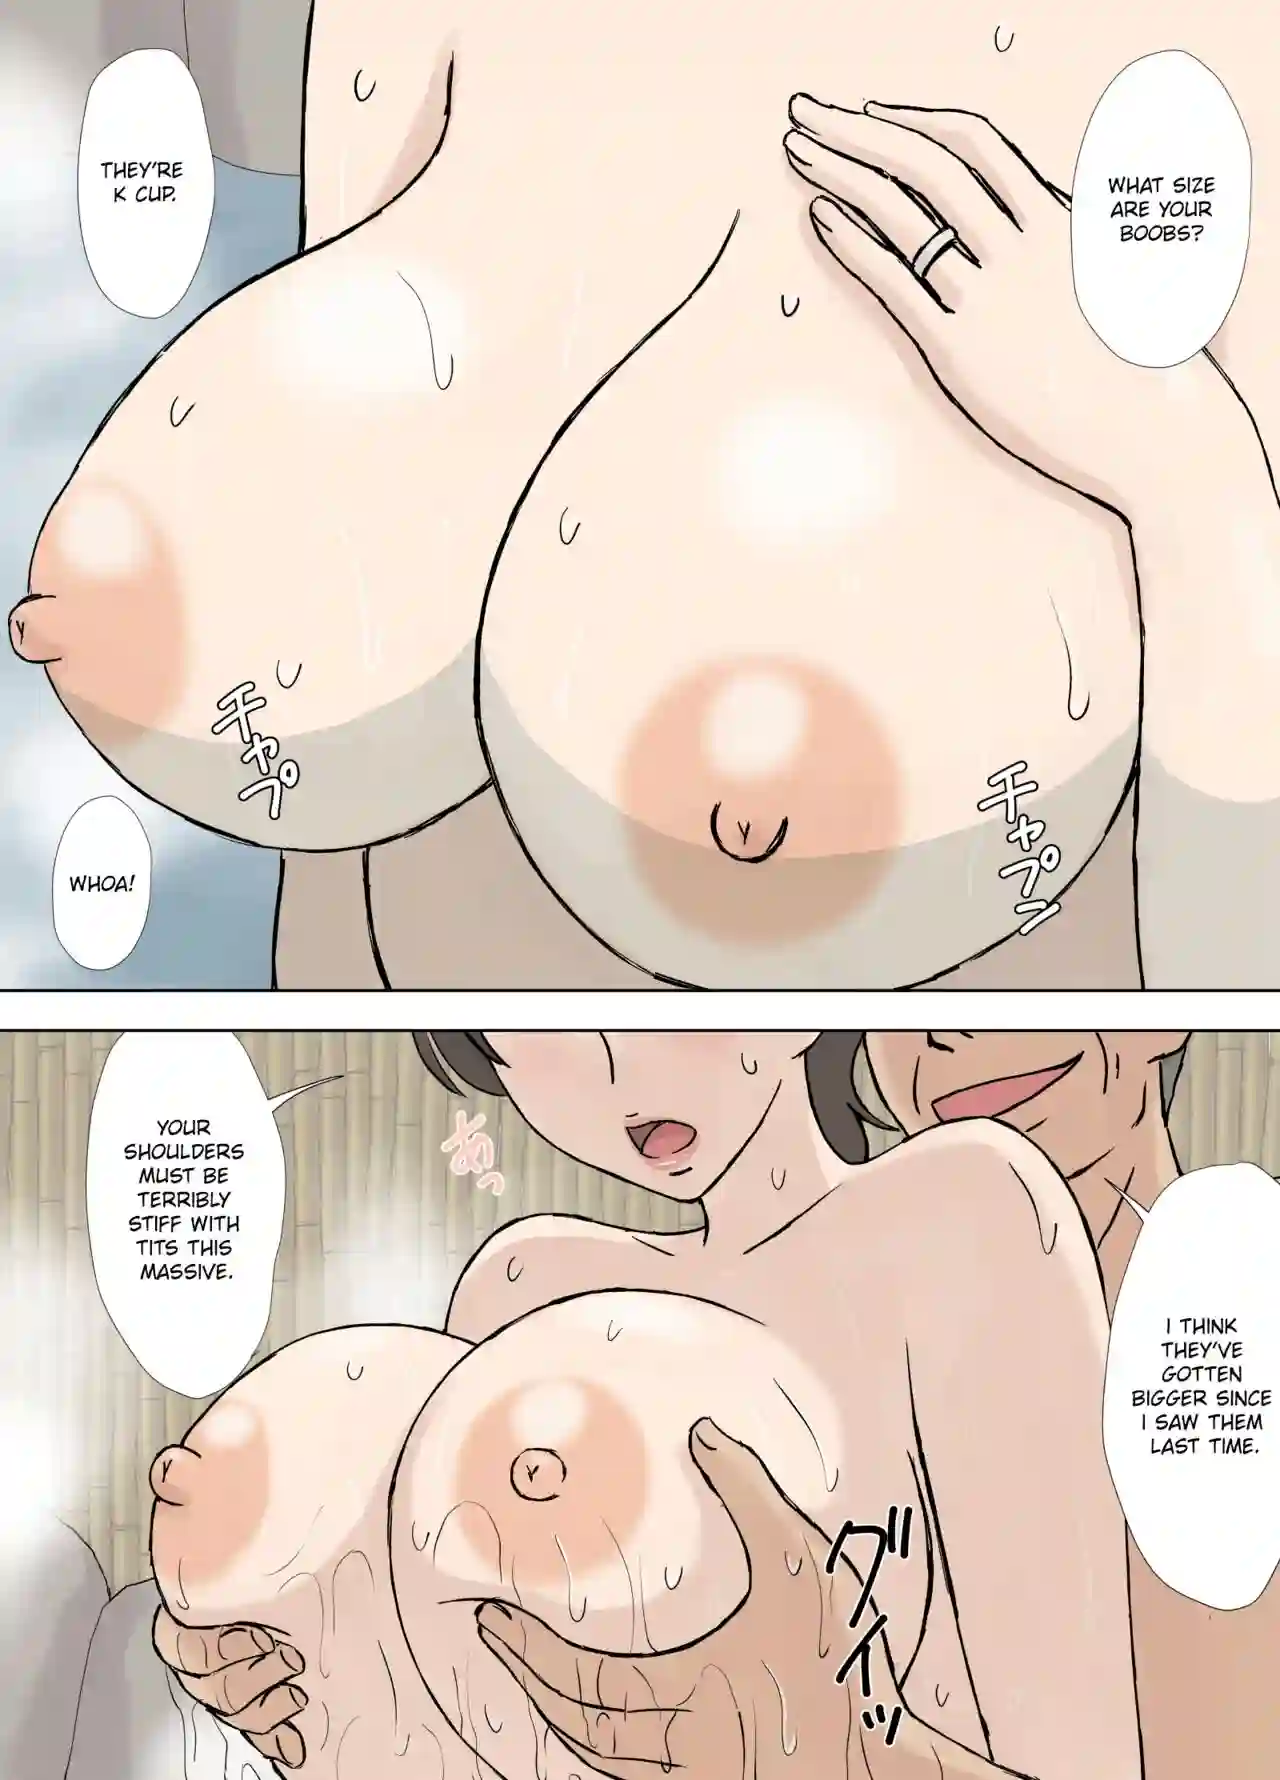 WHAT SIZE
ARE YOUR
BOOBS?
THEY'RE
K CUP.
チャプ
チャプン
WHOA!
あっ
I THINK
THEY'VE
GOTTEN
BIGGER SINCE
I SAW THEM
LAST TIME.
YOUR
SHOULDERS
MUST BE
TERRIBLY
STIFF WITH
TITS THIS
MASSIVE.
グイッ